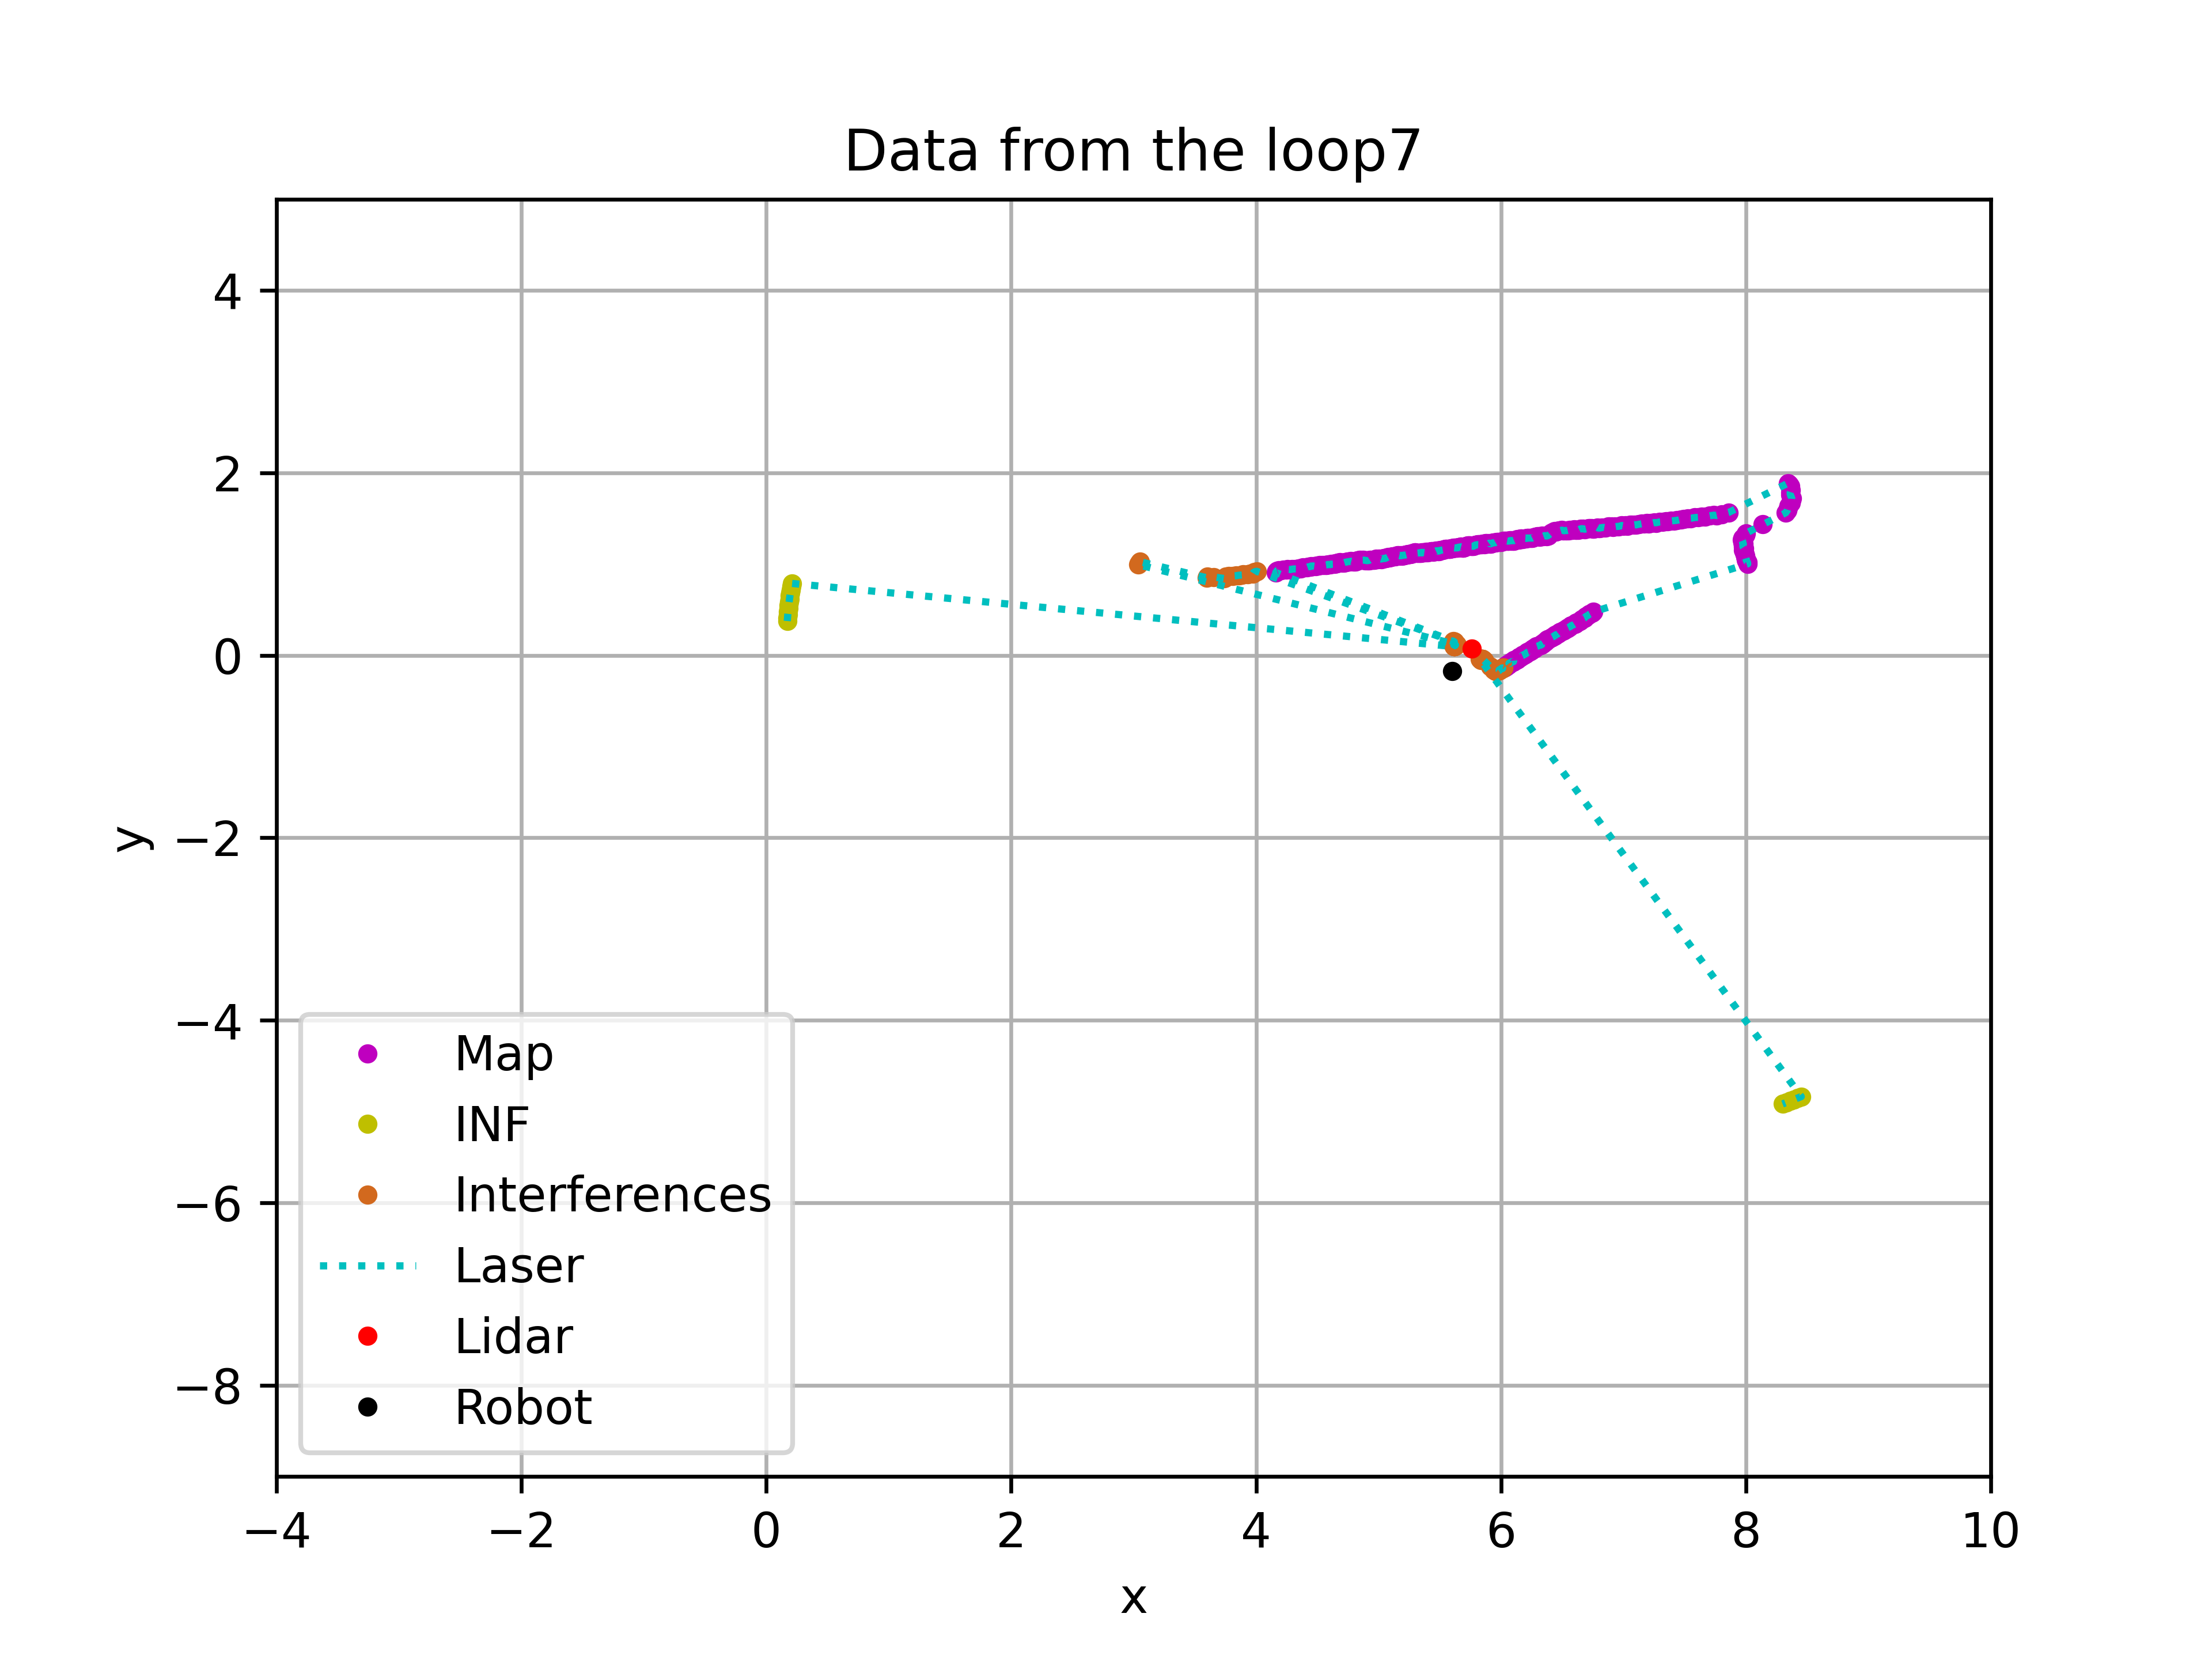 Data from the loop7
4
2
0
−2
−4
−6
−8
y
Map
INF
Interferences
Laser
Lidar
Robot
−4 −2 0 2 4 6 8 10
x